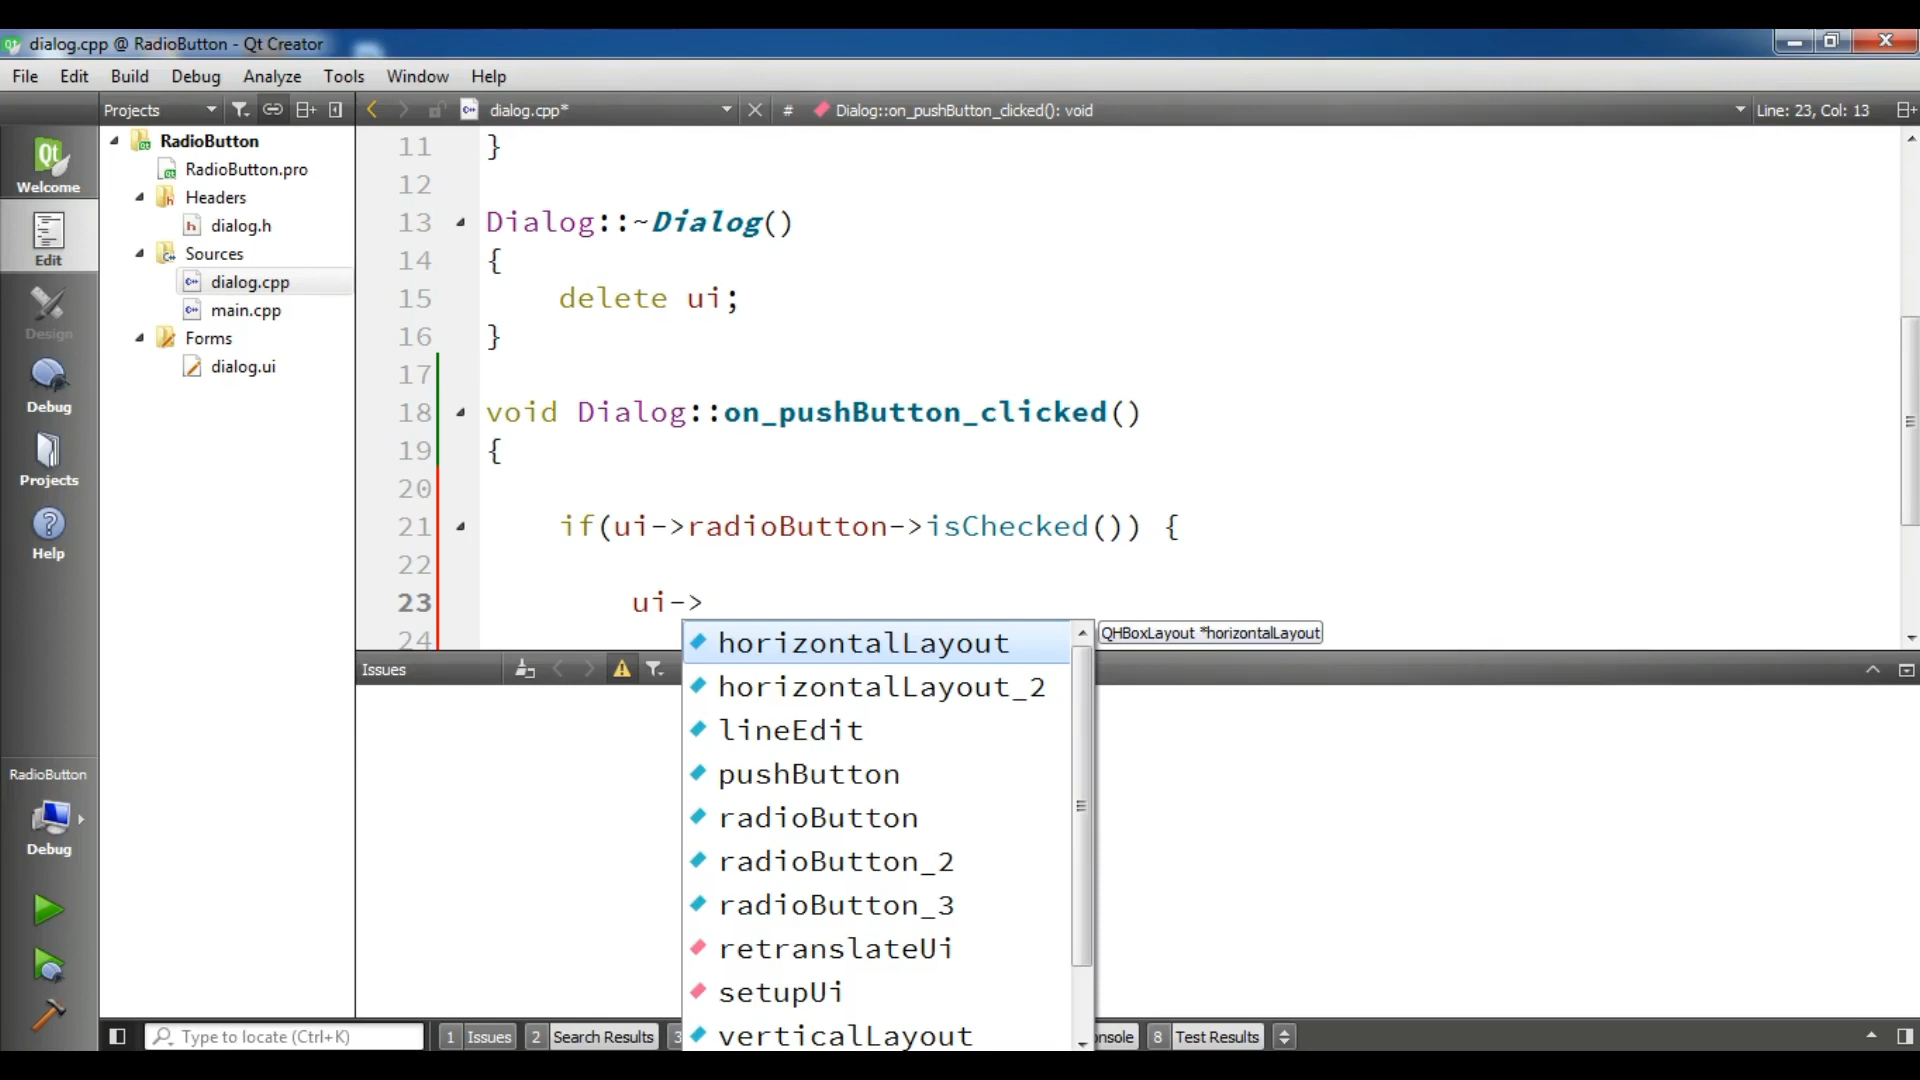 dialog.cpp @ RadioButton - Qt Creator
File Edit Build Debug Analyze Tools Window Help
Projects dialog.cpp* # Dialog::on_pushButton_clicked(): void Line: 23, Col: 13
Welcome
Edit
Design
Debug
Projects
Help
RadioButton
Debug
RadioButton
RadioButton.pro
Headers
dialog.h
Sources
dialog.cpp
main.cpp
Forms
dialog.ui
11 }
12
13 Dialog::~Dialog()
14 {
15     delete ui;
16 }
17
18 void Dialog::on_pushButton_clicked()
19 {
20
21     if(ui->radioButton->isChecked()) {
22
23         ui->
24
horizontalLayout
QHBoxLayout *horizontalLayout
horizontalLayout_2
lineEdit
pushButton
radioButton
radioButton_2
radioButton_3
retranslateUi
setupUi
verticalLayout
Issues
Type to locate (Ctrl+K) 1 Issues 2 Search Results 3 onsole 8 Test Results